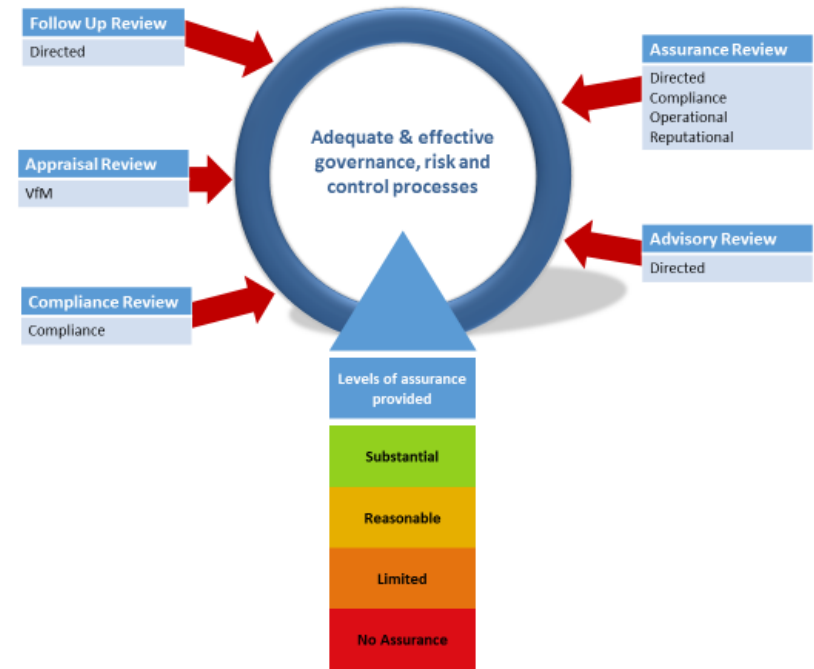 Follow Up Review
Directed
Assurance Review
Directed
Compliance
Operational
Reputational
Adequate & effective
governance, risk and
control processes
Appraisal Review
VfM
Advisory Review
Directed
Compliance Review
Compliance
Levels of assurance
provided
Substantial
Reasonable
Limited
No Assurance